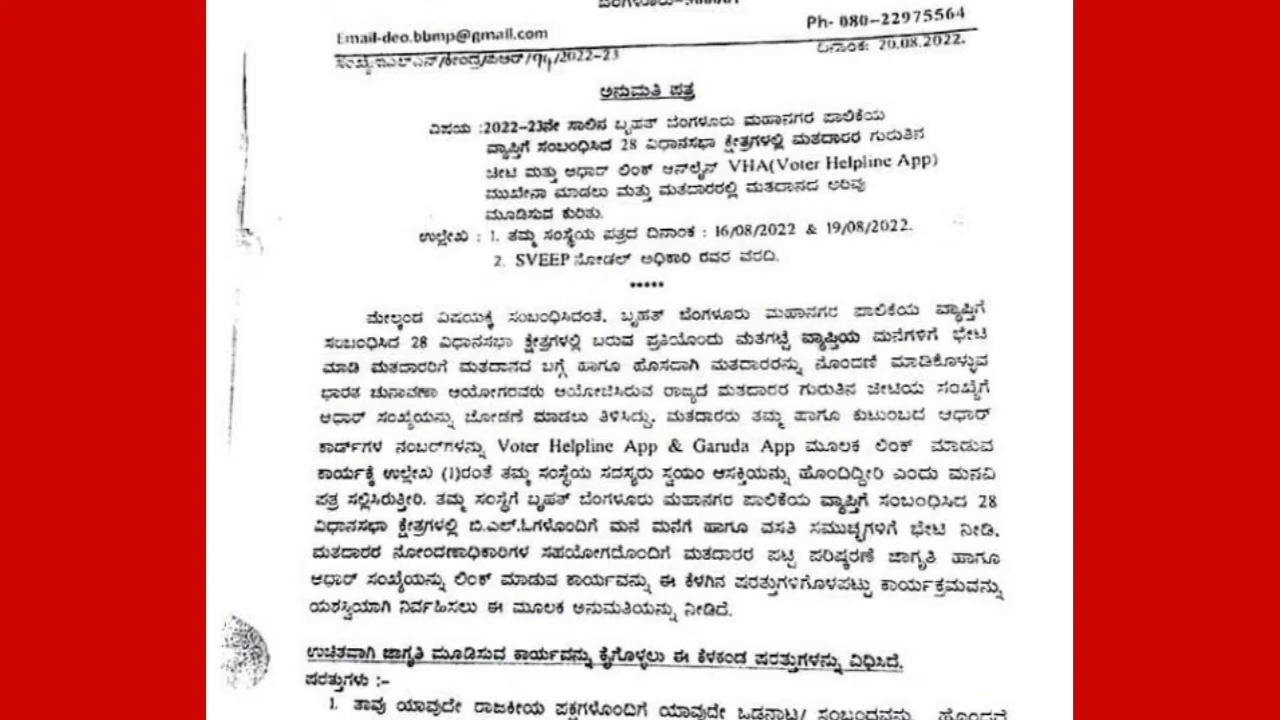 Ph- 080-22975564
Email-deo.bbmp@gmail.com
ದಿನಾಂಕ: 20.08.2022.
/2022-23
ಅನುಮತಿ ಪತ್ರ
ವಿಷಯ :2022-23ನೇ ಸಾಲಿನ ಬೃಹತ್ ಬೆಂಗಳೂರು ಮಹಾನಗರ ಪಾಲಿಕೆಯ
ವ್ಯಾಪ್ತಿಗೆ ಸಂಬಂಧಿಸಿದ 28 ವಿಧಾನಸಭಾ ಕ್ಷೇತ್ರಗಳಲ್ಲಿ ಮತದಾರರ ಗುರುತಿನ
ಚೀಟಿ ಮತ್ತು ಆಧಾರ್ ಲಿಂಕ್ ಆನ್‌ಲೈನ್ VHA(Voter Helpline App)
ಮುಖೇನಾ ಮಾಡಲು ಮತ್ತು ಮತದಾರರಲ್ಲಿ ಮತದಾನದ ಅರಿವು
ಮೂಡಿಸುವ ಕುರಿತು.
ಉಲ್ಲೇಖ : 1. ತಮ್ಮ ಸಂಸ್ಥೆಯ ಪತ್ರದ ದಿನಾಂಕ : 16/08/2022 & 19/08/2022.
2. SVEEP ನೋಡಲ್ ಅಧಿಕಾರಿ ರವರ ವರದಿ.
*****
ಮೇಲ್ಕಂಡ ವಿಷಯಕ್ಕೆ ಸಂಬಂಧಿಸಿದಂತೆ, ಬೃಹತ್ ಬೆಂಗಳೂರು ಮಹಾನಗರ ಪಾಲಿಕೆಯ ವ್ಯಾಪ್ತಿಗೆ
ಸಂಬಂಧಿಸಿದ 28 ವಿಧಾನಸಭಾ ಕ್ಷೇತ್ರಗಳಲ್ಲಿ ಬರುವ ಪ್ರತಿಯೊಂದು ಮತಗಟ್ಟೆ ವ್ಯಾಪ್ತಿಯ ಮನೆಗಳಿಗೆ ಭೇಟಿ
ಮಾಡಿ ಮತದಾರರಿಗೆ ಮತದಾನದ ಬಗ್ಗೆ ಹಾಗೂ ಹೊಸದಾಗಿ ಮತದಾರರನ್ನು ನೊಂದಣಿ ಮಾಡಿಕೊಳ್ಳುವ
ಭಾರತ ಚುನಾವಣಾ ಆಯೋಗರವರು ಆಯೋಜಿಸಿರುವ ರಾಜ್ಯದ ಮತದಾರರ ಗುರುತಿನ ಚೀಟಿಯ ಸಂಖ್ಯೆಗೆ
ಆಧಾರ್ ಸಂಖ್ಯೆಯನ್ನು ಜೋಡಣೆ ಮಾಡಲು ತಿಳಿಸಿದ್ದು, ಮತದಾರರು ತಮ್ಮ ಹಾಗೂ ಕುಟುಂಬದ ಆಧಾರ್
ಕಾರ್ಡ್‌ಗಳ ನಂಬರ್‌ಗಳನ್ನು Voter Helpline App & Garuda App ಮೂಲಕ ಲಿಂಕ್ ಮಾಡುವ
ಕಾರ್ಯಕ್ಕೆ ಉಲ್ಲೇಖ (1)ರಂತೆ ತಮ್ಮ ಸಂಸ್ಥೆಯ ಸದಸ್ಯರು ಸ್ವಯಂ ಆಸಕ್ತಿಯನ್ನು ಹೊಂದಿದ್ದೀರಿ ಎಂದು ಮನವಿ
ಪತ್ರ ಸಲ್ಲಿಸಿರುತ್ತೀರಿ. ತಮ್ಮ ಸಂಸ್ಥೆಗೆ ಬೃಹತ್ ಬೆಂಗಳೂರು ಮಹಾನಗರ ಪಾಲಿಕೆಯ ವ್ಯಾಪ್ತಿಗೆ ಸಂಬಂಧಿಸಿದ 28
ವಿಧಾನಸಭಾ ಕ್ಷೇತ್ರಗಳಲ್ಲಿ ಬಿ.ಎಲ್.ಓಗಳೊಂದಿಗೆ ಮನೆ ಮನೆಗೆ ಹಾಗೂ ವಸತಿ ಸಮುಚ್ಛಗಳಿಗೆ ಭೇಟಿ ನೀಡಿ,
ಮತದಾರರ ನೋಂದಣಾಧಿಕಾರಿಗಳ ಸಹಯೋಗದೊಂದಿಗೆ ಮತದಾರರ ಪಟ್ಟಿ ಪರಿಷ್ಕರಣೆ ಜಾಗೃತಿ ಹಾಗೂ
ಆಧಾರ್ ಸಂಖ್ಯೆಯನ್ನು ಲಿಂಕ್ ಮಾಡುವ ಕಾರ್ಯವನ್ನು ಈ ಕೆಳಗಿನ ಷರತ್ತುಗಳಿಗೊಳಪಟ್ಟು ಕಾರ್ಯಕ್ರಮವನ್ನು
ಯಶಸ್ವಿಯಾಗಿ ನಿರ್ವಹಿಸಲು ಈ ಮೂಲಕ ಅನುಮತಿಯನ್ನು ನೀಡಿದೆ.
ಉಚಿತವಾಗಿ ಜಾಗೃತಿ ಮೂಡಿಸುವ ಕಾರ್ಯವನ್ನು ಕೈಗೊಳ್ಳಲು ಈ ಕೆಳಕಂಡ ಷರತ್ತುಗಳನ್ನು ವಿಧಿಸಿದೆ.
ಷರತ್ತುಗಳು :-
1. ತಾವು ಯಾವುದೇ ರಾಜಕೀಯ ಪಕ್ಷಗಳೊಂದಿಗೆ ಯಾವುದೇ ಒಡನಾಟ/ ಸಂಬಂಧವನ್ನು